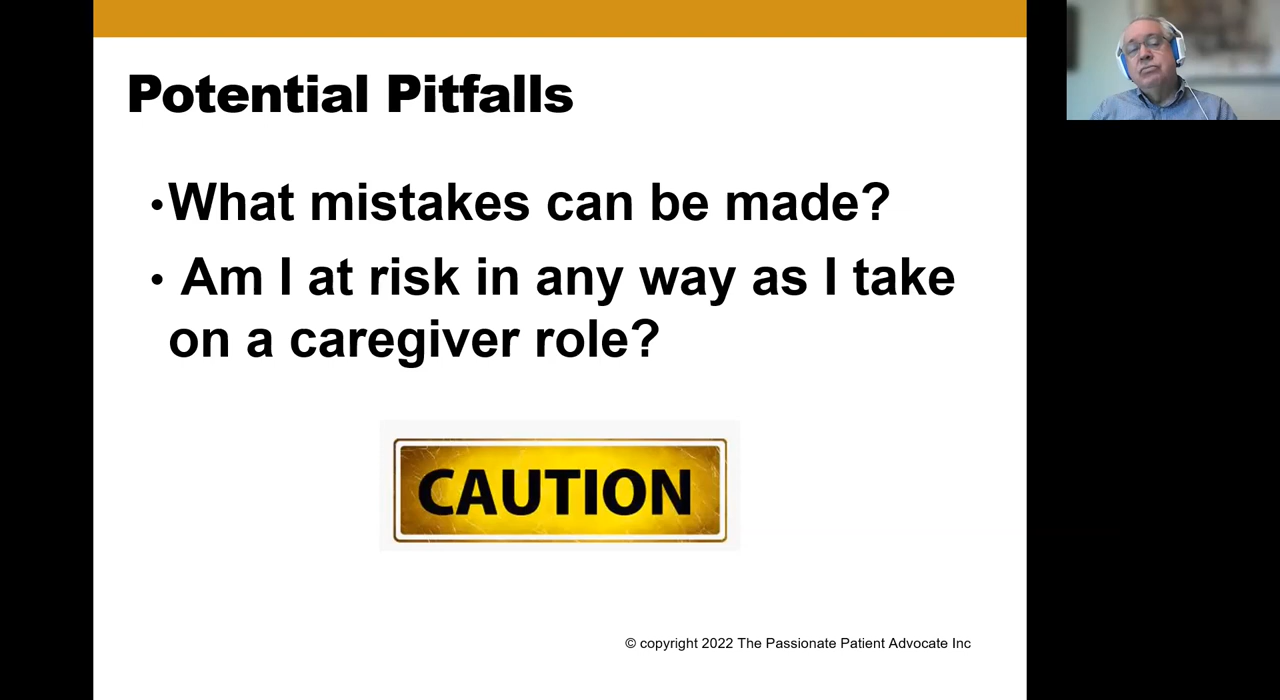 Potential Pitfalls
•What mistakes can be made?
• Am I at risk in any way as I take
on a caregiver role?
CAUTION
© copyright 2022 The Passionate Patient Advocate Inc